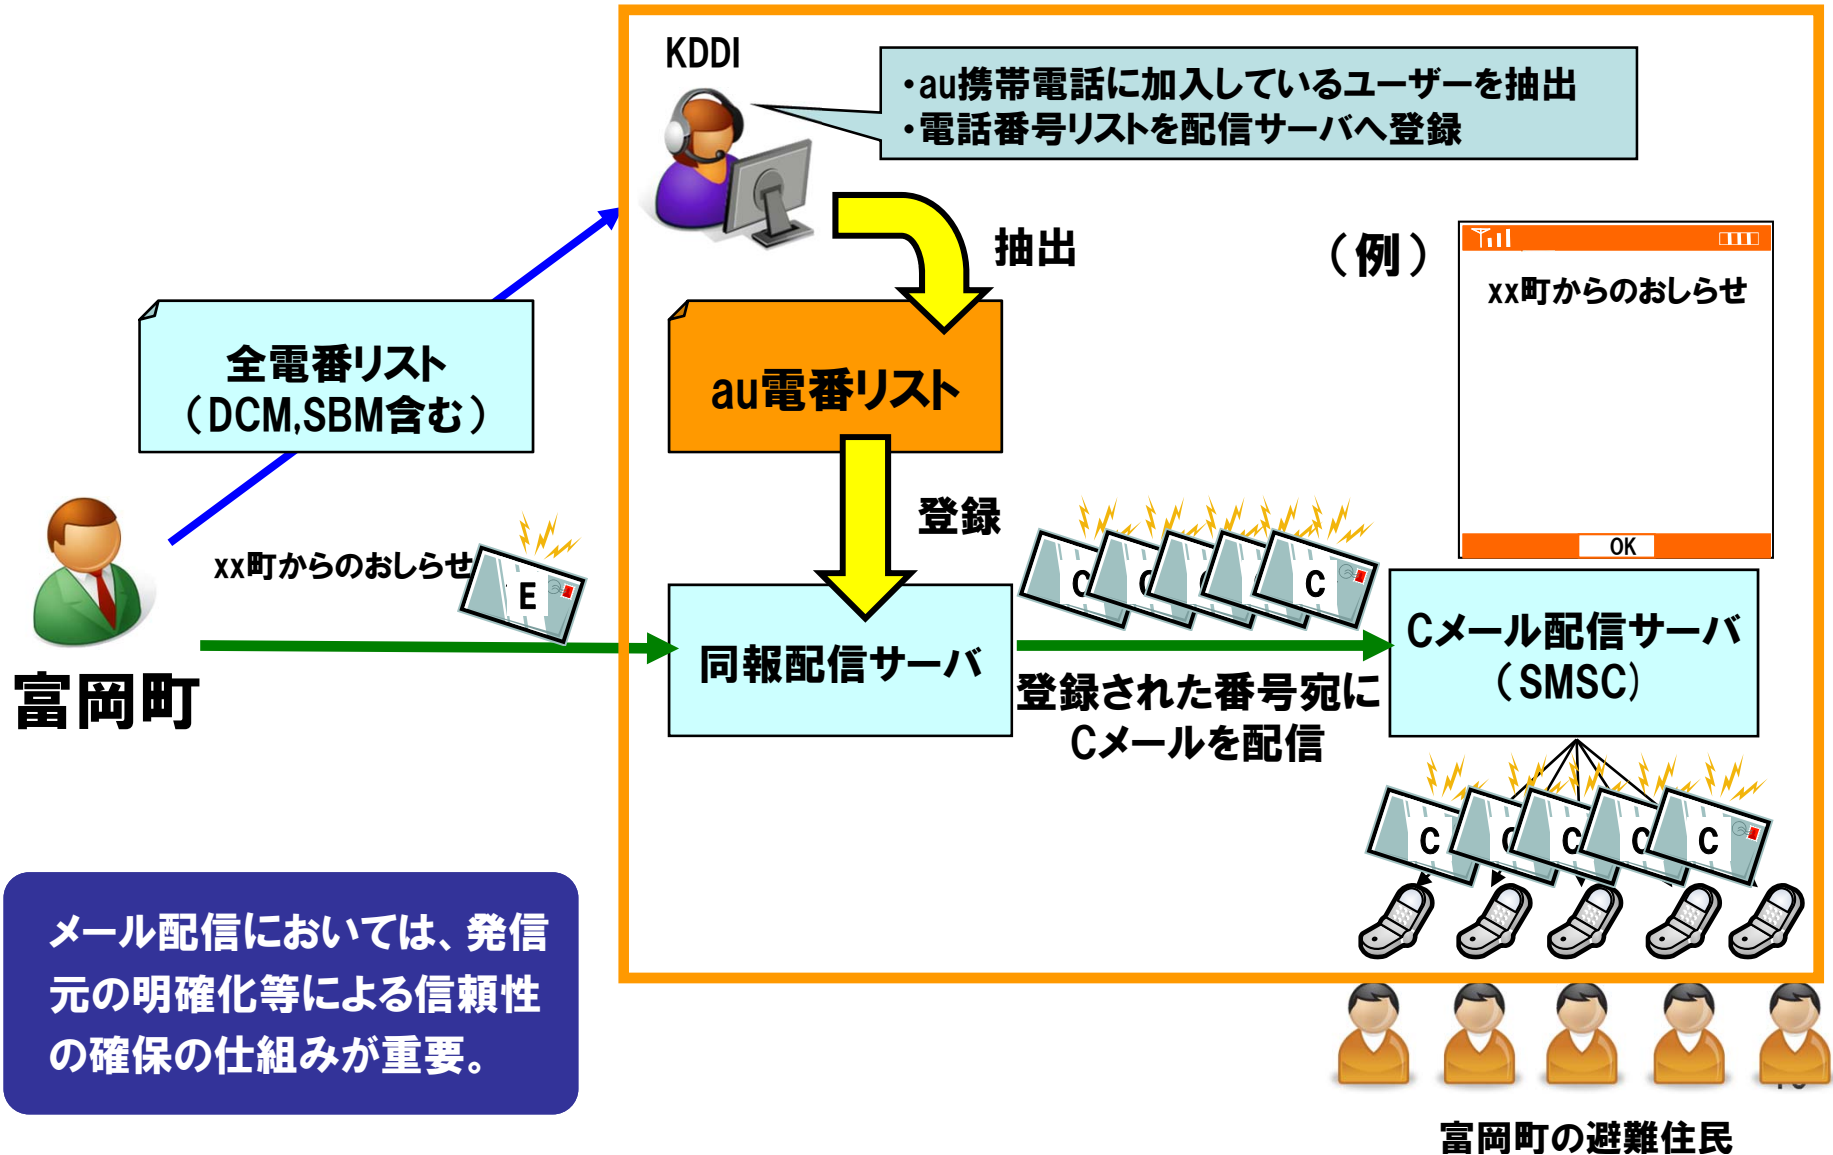 KDDI
・au携帯電話に加入しているユーザーを抽出
・電話番号リストを配信サーバへ登録
抽出
（例）
xx町からのおしらせ
OK
全電番リスト
（DCM,SBM含む）
au電番リスト
登録
xx町からのおしらせ
E
C
C
C
C
C
富岡町
同報配信サーバ
登録された番号宛に
Cメールを配信
Cメール配信サーバ
（SMSC）
C
C
C
C
C
メール配信においては、発信
元の明確化等による信頼性
の確保の仕組みが重要。
富岡町の避難住民